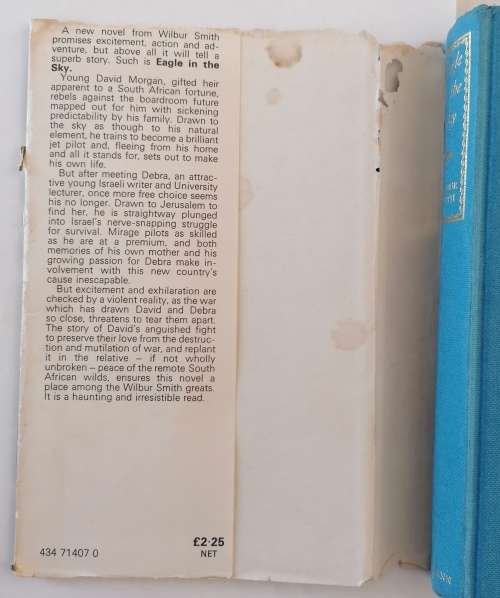 A new novel from Wilbur Smith
promises excitement, action and ad-
venture, but above all it will tell a
superb story. Such is Eagle in the
Sky.
Young David Morgan, gifted heir
apparent to a South African fortune,
rebels against the boardroom future
mapped out for him with sickening
predictability by his family. Drawn to
the sky as though to his natural
element, he trains to become a brilliant
jet pilot and, fleeing from his home
and all it stands for, sets out to make
his own life.
But after meeting Debra, an attrac-
tive young Israeli writer and University
lecturer, once more free choice seems
his no longer. Drawn to Jerusalem to
find her, he is straightway plunged
into Israel's nerve-snapping struggle
for survival. Mirage pilots as skilled
as he are at a premium, and both
memories of his own mother and his
growing passion for Debra make in-
volvement with this new country's
cause inescapable.
But excitement and exhilaration are
checked by a violent reality, as the war
which has drawn David and Debra
so close, threatens to tear them apart.
The story of David's anguished fight
to preserve their love from the destruc-
tion and mutilation of war, and replant
it in the relative – if not wholly
unbroken – peace of the remote South
African wilds, ensures this novel a
place among the Wilbur Smith greats.
It is a haunting and irresistible read.
£2·25
NET
434 71407 0